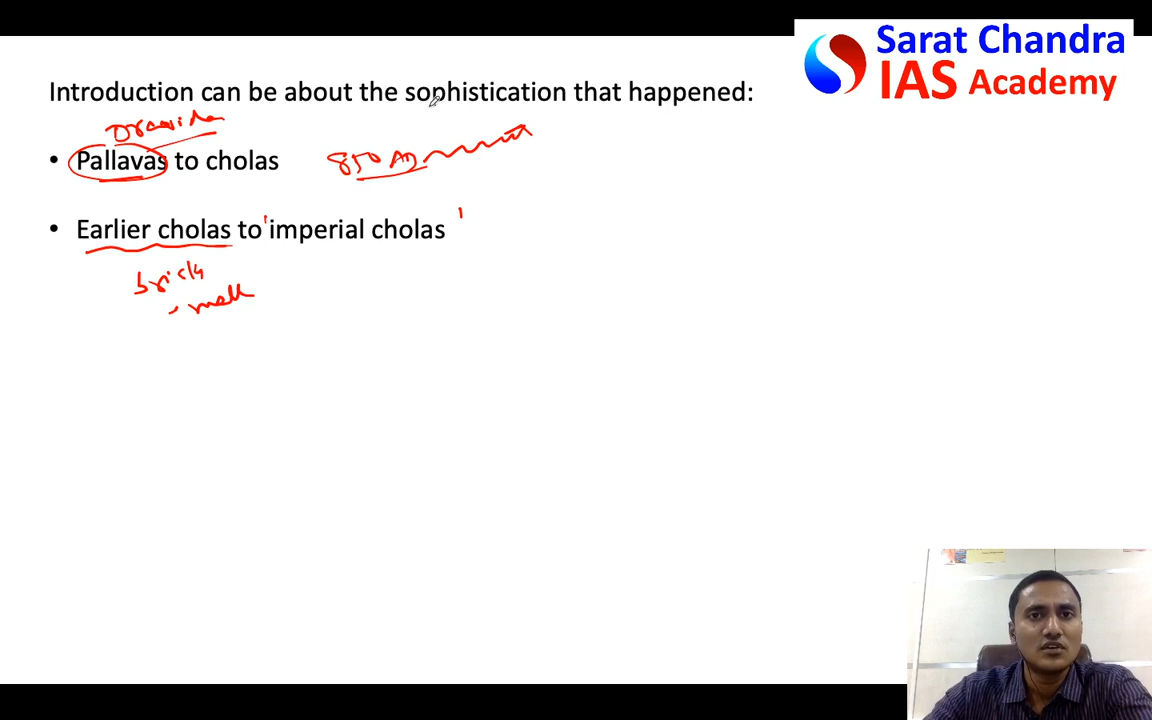 Sarat Chandra
IAS Academy
Introduction can be about the sophistication that happened:
Dravida
• Pallavas to cholas 850 AD
• Earlier cholas to 'imperial cholas '
brick
small